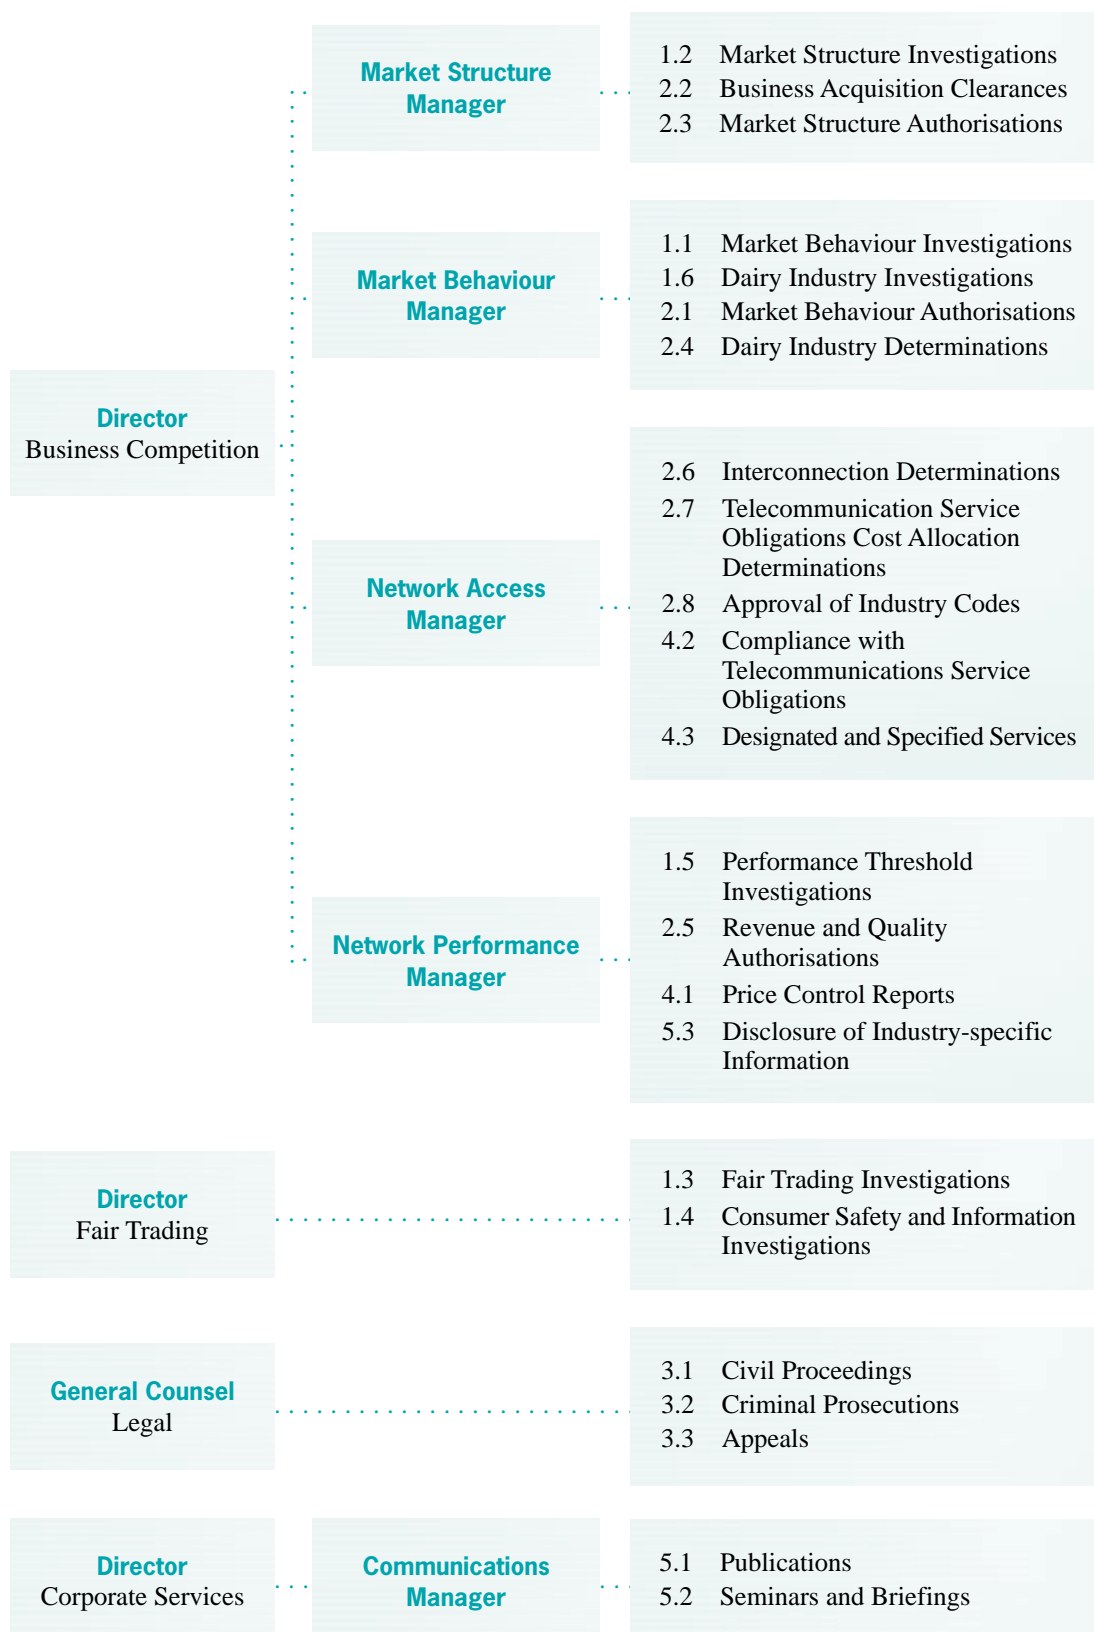 Market Structure
Manager
1.2 Market Structure Investigations
2.2 Business Acquisition Clearances
2.3 Market Structure Authorisations
Market Behaviour
Manager
1.1 Market Behaviour Investigations
1.6 Dairy Industry Investigations
2.1 Market Behaviour Authorisations
2.4 Dairy Industry Determinations
Director
Business Competition
Network Access
Manager
2.6 Interconnection Determinations
2.7 Telecommunication Service
Obligations Cost Allocation
Determinations
2.8 Approval of Industry Codes
4.2 Compliance with
Telecommunications Service
Obligations
4.3 Designated and Specified Services
Network Performance
Manager
1.5 Performance Threshold
Investigations
2.5 Revenue and Quality
Authorisations
4.1 Price Control Reports
5.3 Disclosure of Industry-specific
Information
Director
Fair Trading
1.3 Fair Trading Investigations
1.4 Consumer Safety and Information
Investigations
General Counsel
Legal
3.1 Civil Proceedings
3.2 Criminal Prosecutions
3.3 Appeals
Director
Corporate Services
Communications
Manager
5.1 Publications
5.2 Seminars and Briefings